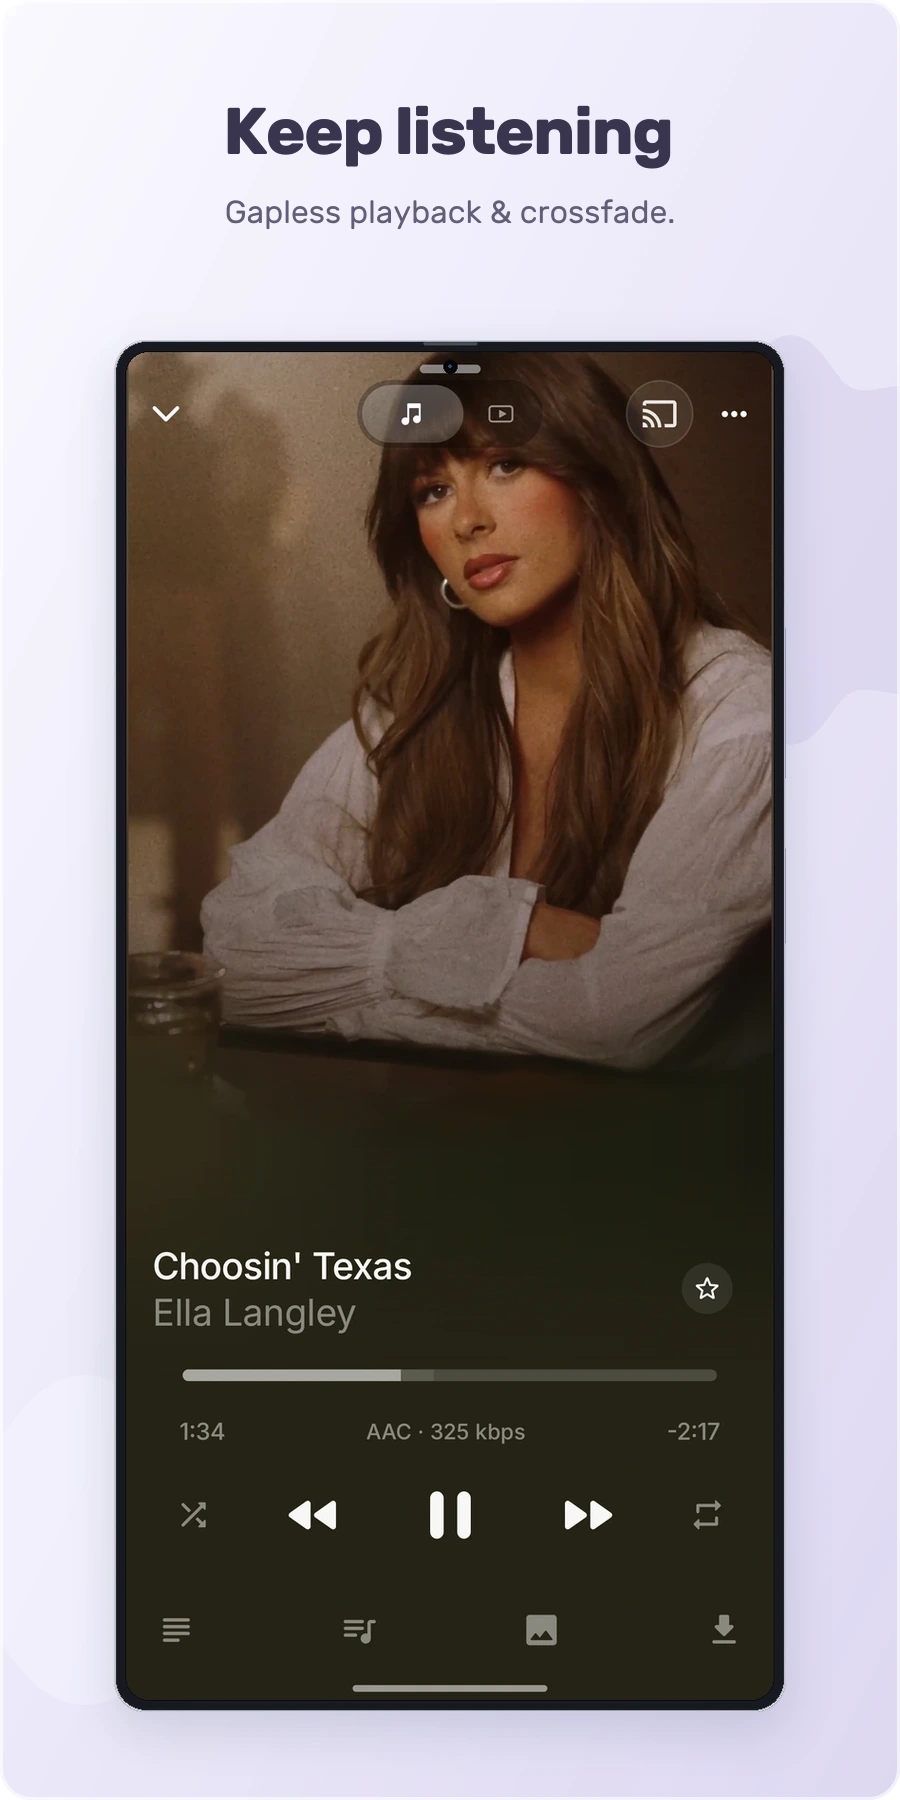 Keep listening
Gapless playback & crossfade.
Choosin' Texas
Ella Langley
1:34
AAC · 325 kbps
-2:17